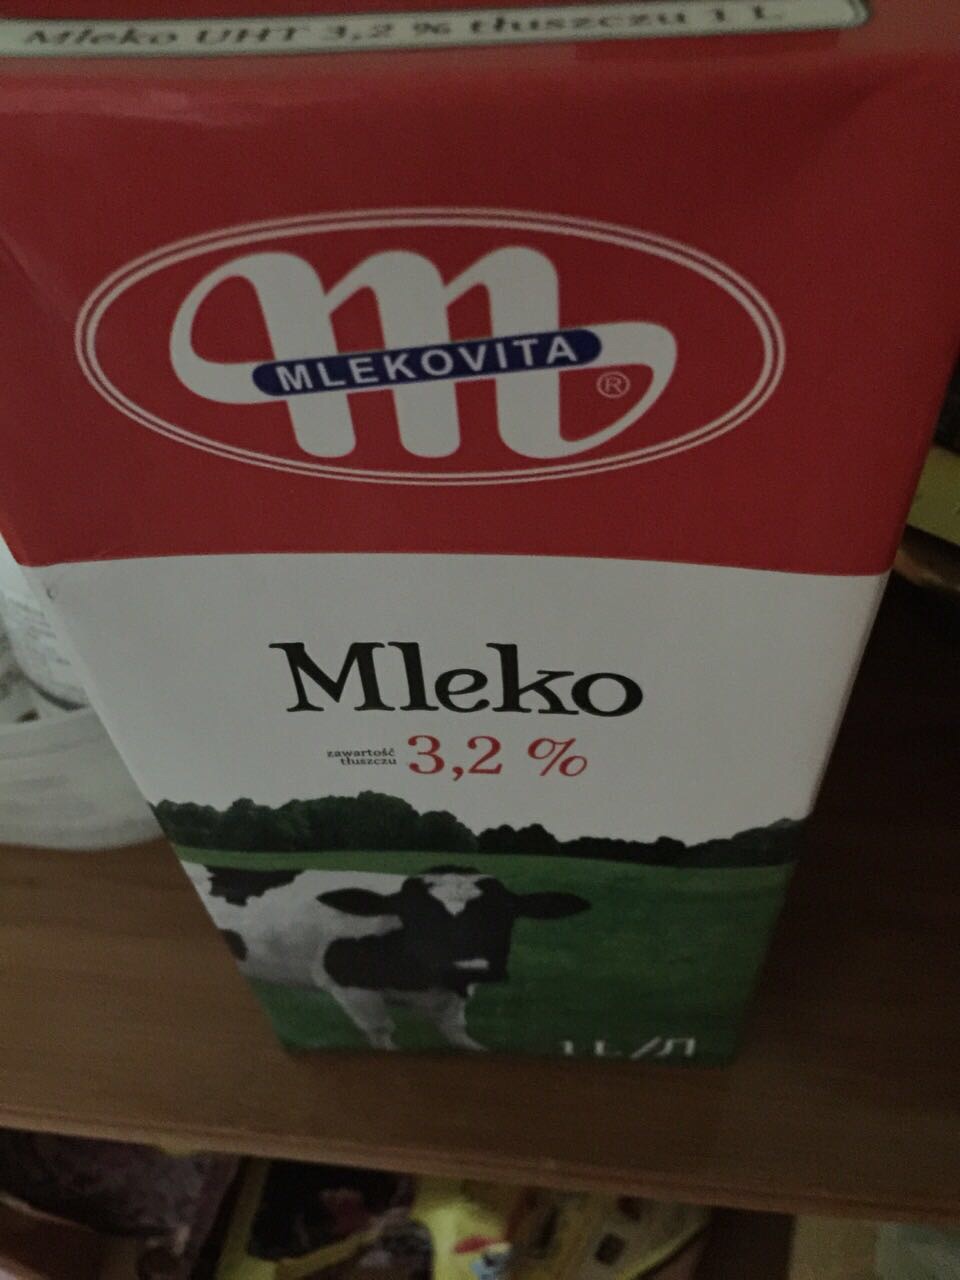 Mleko UHT 3,2 % tłuszczu 1 L
MLEKOVITA ®
Mleko
zawartość
tłuszczu
3,2 %
1 L/Л